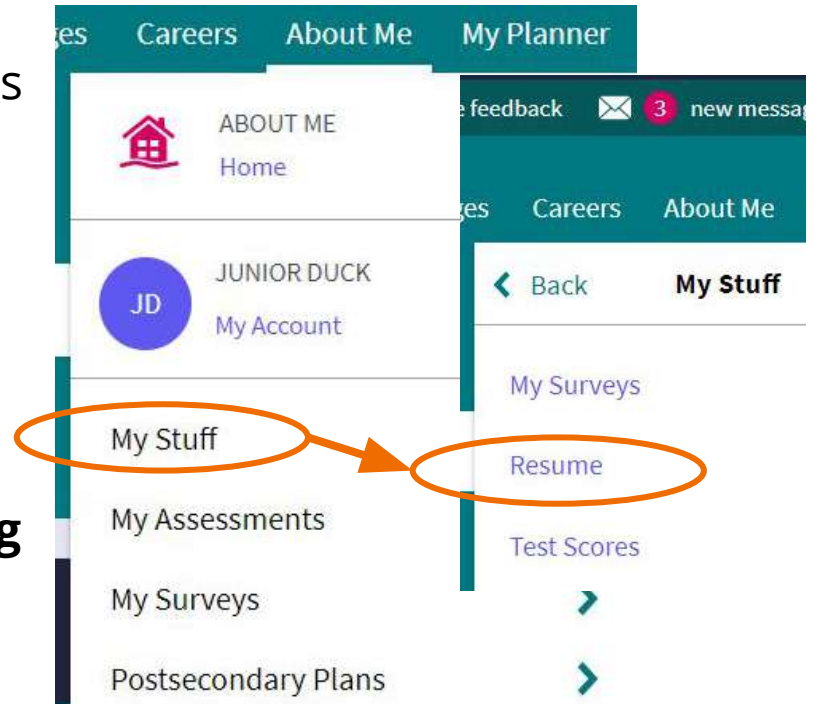 Careers About Me My Planner
ABOUT ME
Home
JD
JUNIOR DUCK
My Account
My Stuff
My Assessments
My Surveys
Postsecondary Plans
feedback 3 new
Careers About Me
Back My Stuff
My Surveys
Resume
Test Scores